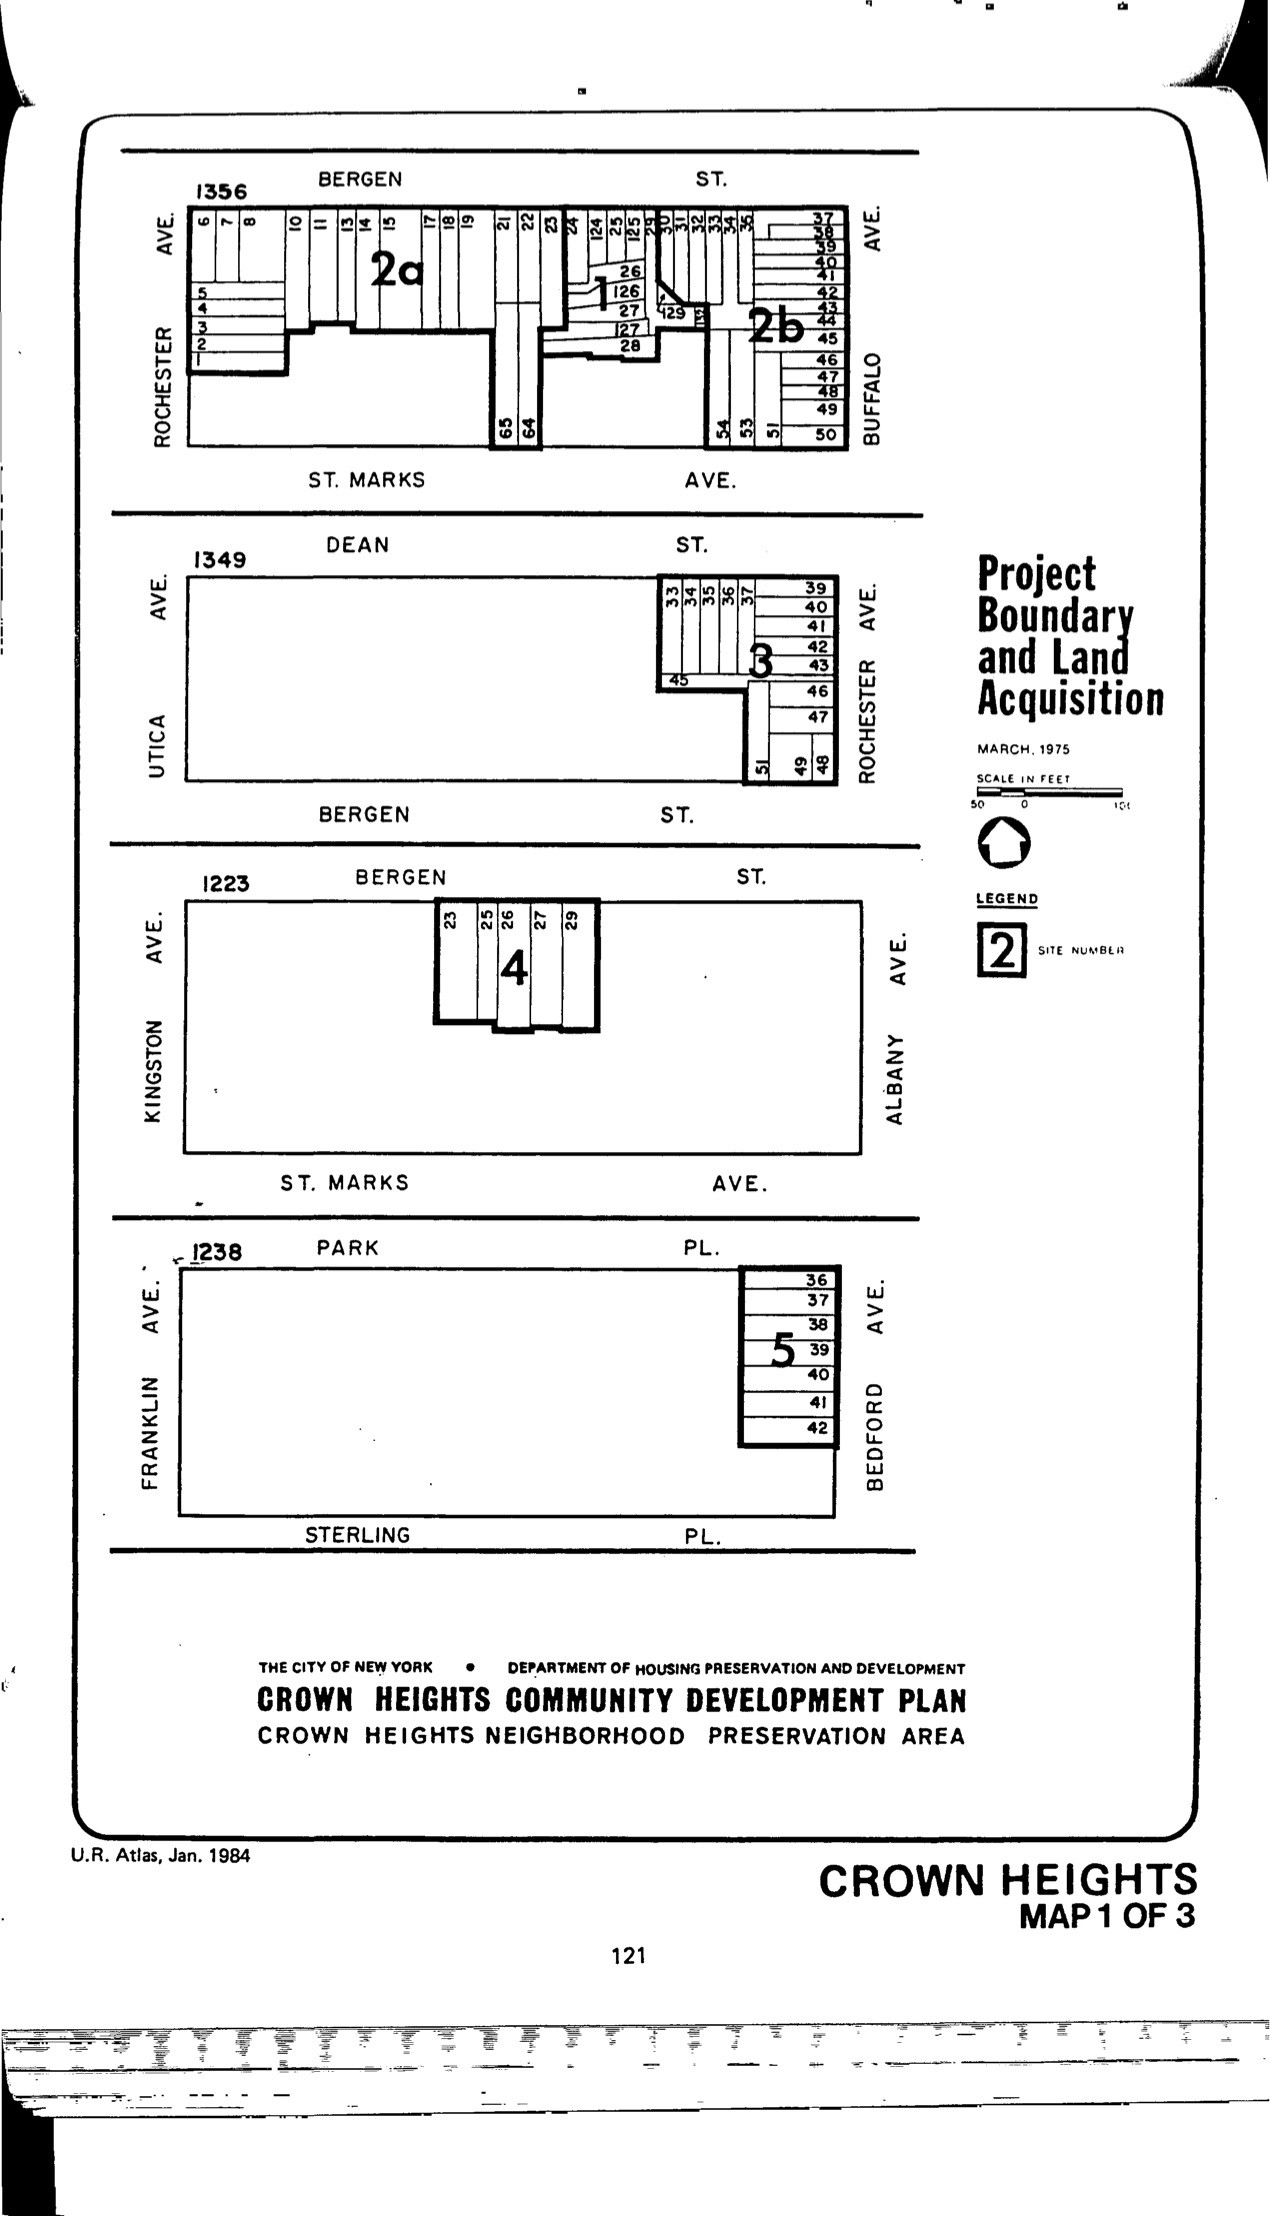 BERGEN ST.
1356
ROCHESTER AVE.
BUFFALO AVE.
6 7 8 10 11 13 14 15 17 18 19 21 22 23 24 124 25 125 29 30 31 32 33 34 35 37
38
39
40
41
42
43
44
45
46
47
48
49
50
5
4
3
2
1
2a
1
2b
26
126
27
127
28
129
132
65 64 54 53 51
ST. MARKS AVE.
DEAN ST.
1349
UTICA AVE.
ROCHESTER AVE.
33 34 35 36 37 39
40
41
42
43
3
45
46
47
51 49 48
BERGEN ST.
BERGEN ST.
1223
KINGSTON AVE.
ALBANY AVE.
23 25 26 27 29
4
ST. MARKS AVE.
1238 PARK PL.
FRANKLIN AVE.
BEDFORD AVE.
36
37
38
5 39
40
41
42
STERLING PL.
Project
Boundary
and Land
Acquisition
MARCH, 1975
SCALE IN FEET
50 0
LEGEND
2 SITE NUMBER
THE CITY OF NEW YORK • DEPARTMENT OF HOUSING PRESERVATION AND DEVELOPMENT
CROWN HEIGHTS COMMUNITY DEVELOPMENT PLAN
CROWN HEIGHTS NEIGHBORHOOD PRESERVATION AREA
U.R. Atlas, Jan. 1984
CROWN HEIGHTS
MAP 1 OF 3
121